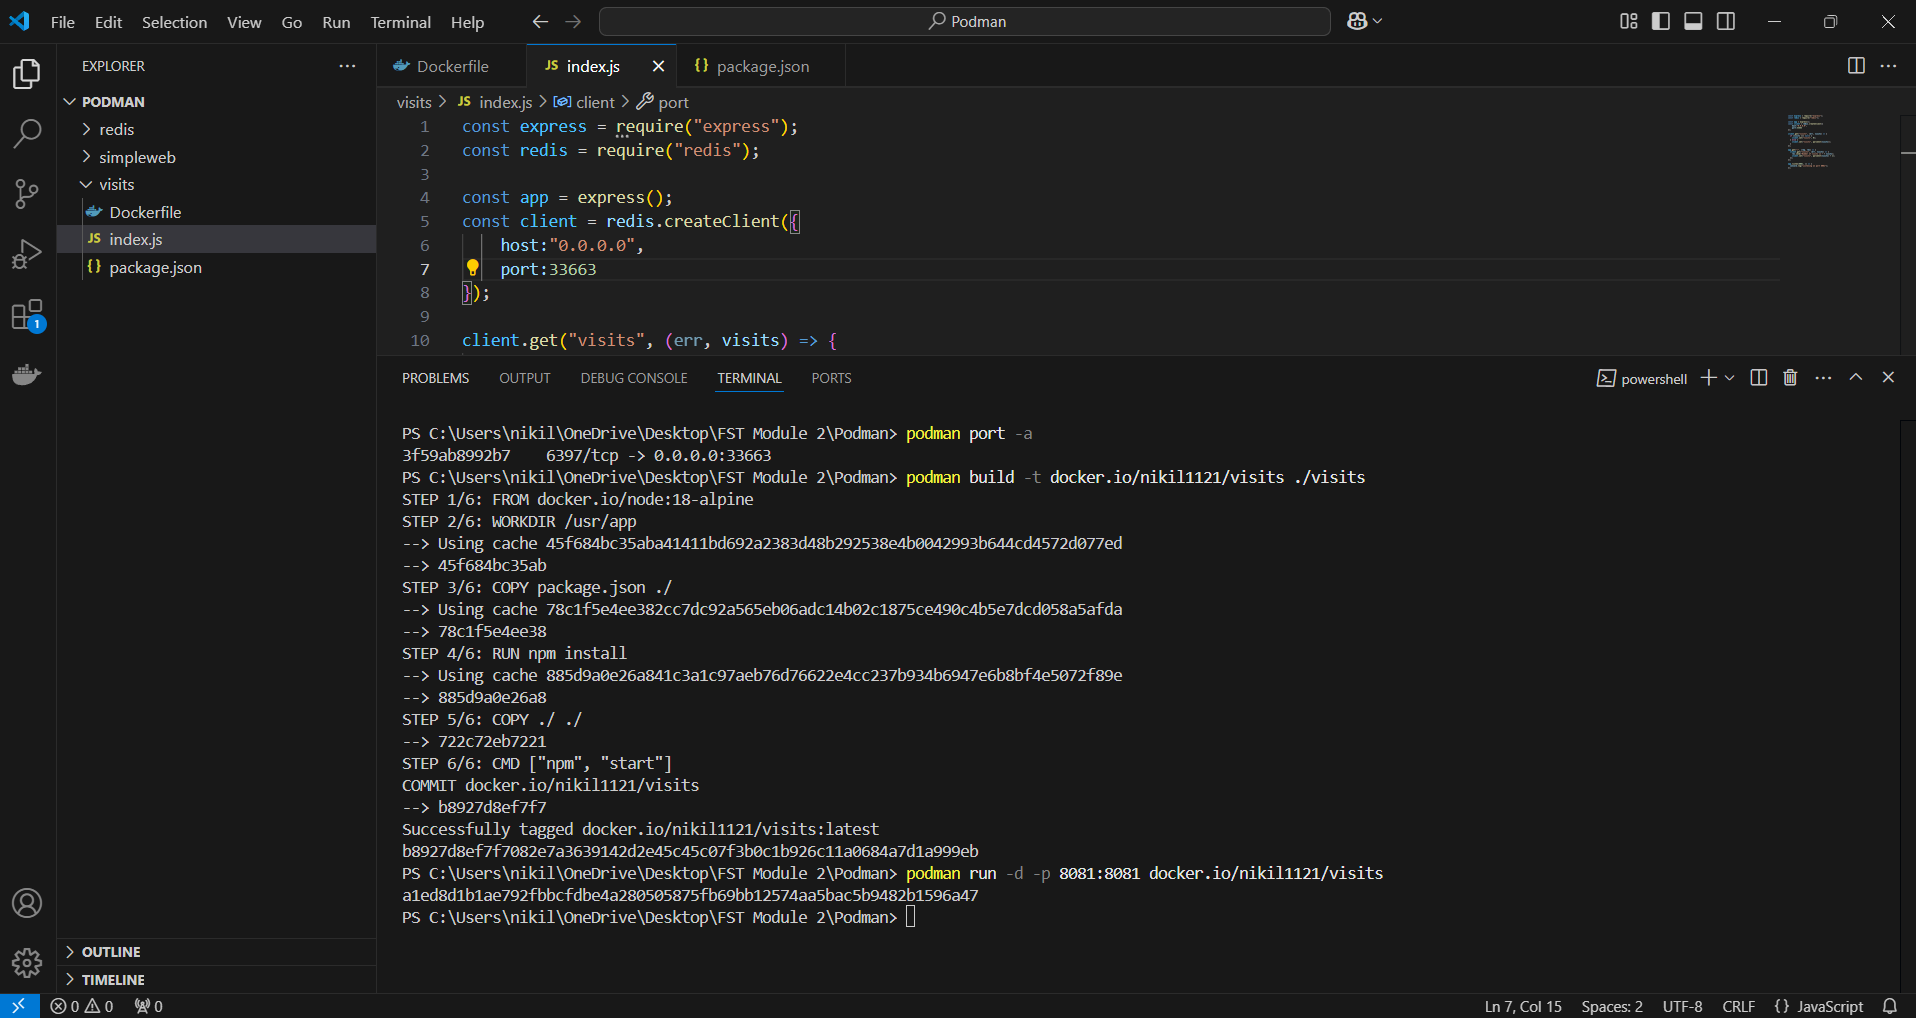 File Edit Selection View Go Run Terminal Help
Podman
EXPLORER
PODMAN
redis
simpleweb
visits
Dockerfile
JS index.js
{} package.json
1
OUTLINE
TIMELINE
Dockerfile
JS index.js
{} package.json
visits > JS index.js > client > port
1 const express = require("express");
2 const redis = require("redis");
3
4 const app = express();
5 const client = redis.createClient({
6 host:"0.0.0.0",
7 port:33663
8 });
9
10 client.get("visits", (err, visits) => {
PROBLEMS OUTPUT DEBUG CONSOLE TERMINAL PORTS
powershell
PS C:\Users\nikil\OneDrive\Desktop\FST Module 2\Podman> podman port -a
3f59ab8992b7    6397/tcp -> 0.0.0.0:33663
PS C:\Users\nikil\OneDrive\Desktop\FST Module 2\Podman> podman build -t docker.io/nikil1121/visits ./visits
STEP 1/6: FROM docker.io/node:18-alpine
STEP 2/6: WORKDIR /usr/app
--> Using cache 45f684bc35aba41411bd692a2383d48b292538e4b0042993b644cd4572d077ed
--> 45f684bc35ab
STEP 3/6: COPY package.json ./
--> Using cache 78c1f5e4ee382cc7dc92a565eb06adc14b02c1875ce490c4b5e7dcd058a5afda
--> 78c1f5e4ee38
STEP 4/6: RUN npm install
--> Using cache 885d9a0e26a841c3a1c97aeb76d76622e4cc237b934b6947e6b8bf4e5072f89e
--> 885d9a0e26a8
STEP 5/6: COPY ./ ./
--> 722c72eb7221
STEP 6/6: CMD ["npm", "start"]
COMMIT docker.io/nikil1121/visits
--> b8927d8ef7f7
Successfully tagged docker.io/nikil1121/visits:latest
b8927d8ef7f7082e7a3639142d2e45c45c07f3b0c1b926c11a0684a7d1a999eb
PS C:\Users\nikil\OneDrive\Desktop\FST Module 2\Podman> podman run -d -p 8081:8081 docker.io/nikil1121/visits
a1ed8d1b1ae792fbbcfdbe4a280505875fb69bb12574aa5bac5b9482b1596a47
PS C:\Users\nikil\OneDrive\Desktop\FST Module 2\Podman>
0 0 0
Ln 7, Col 15 Spaces: 2 UTF-8 CRLF {} JavaScript